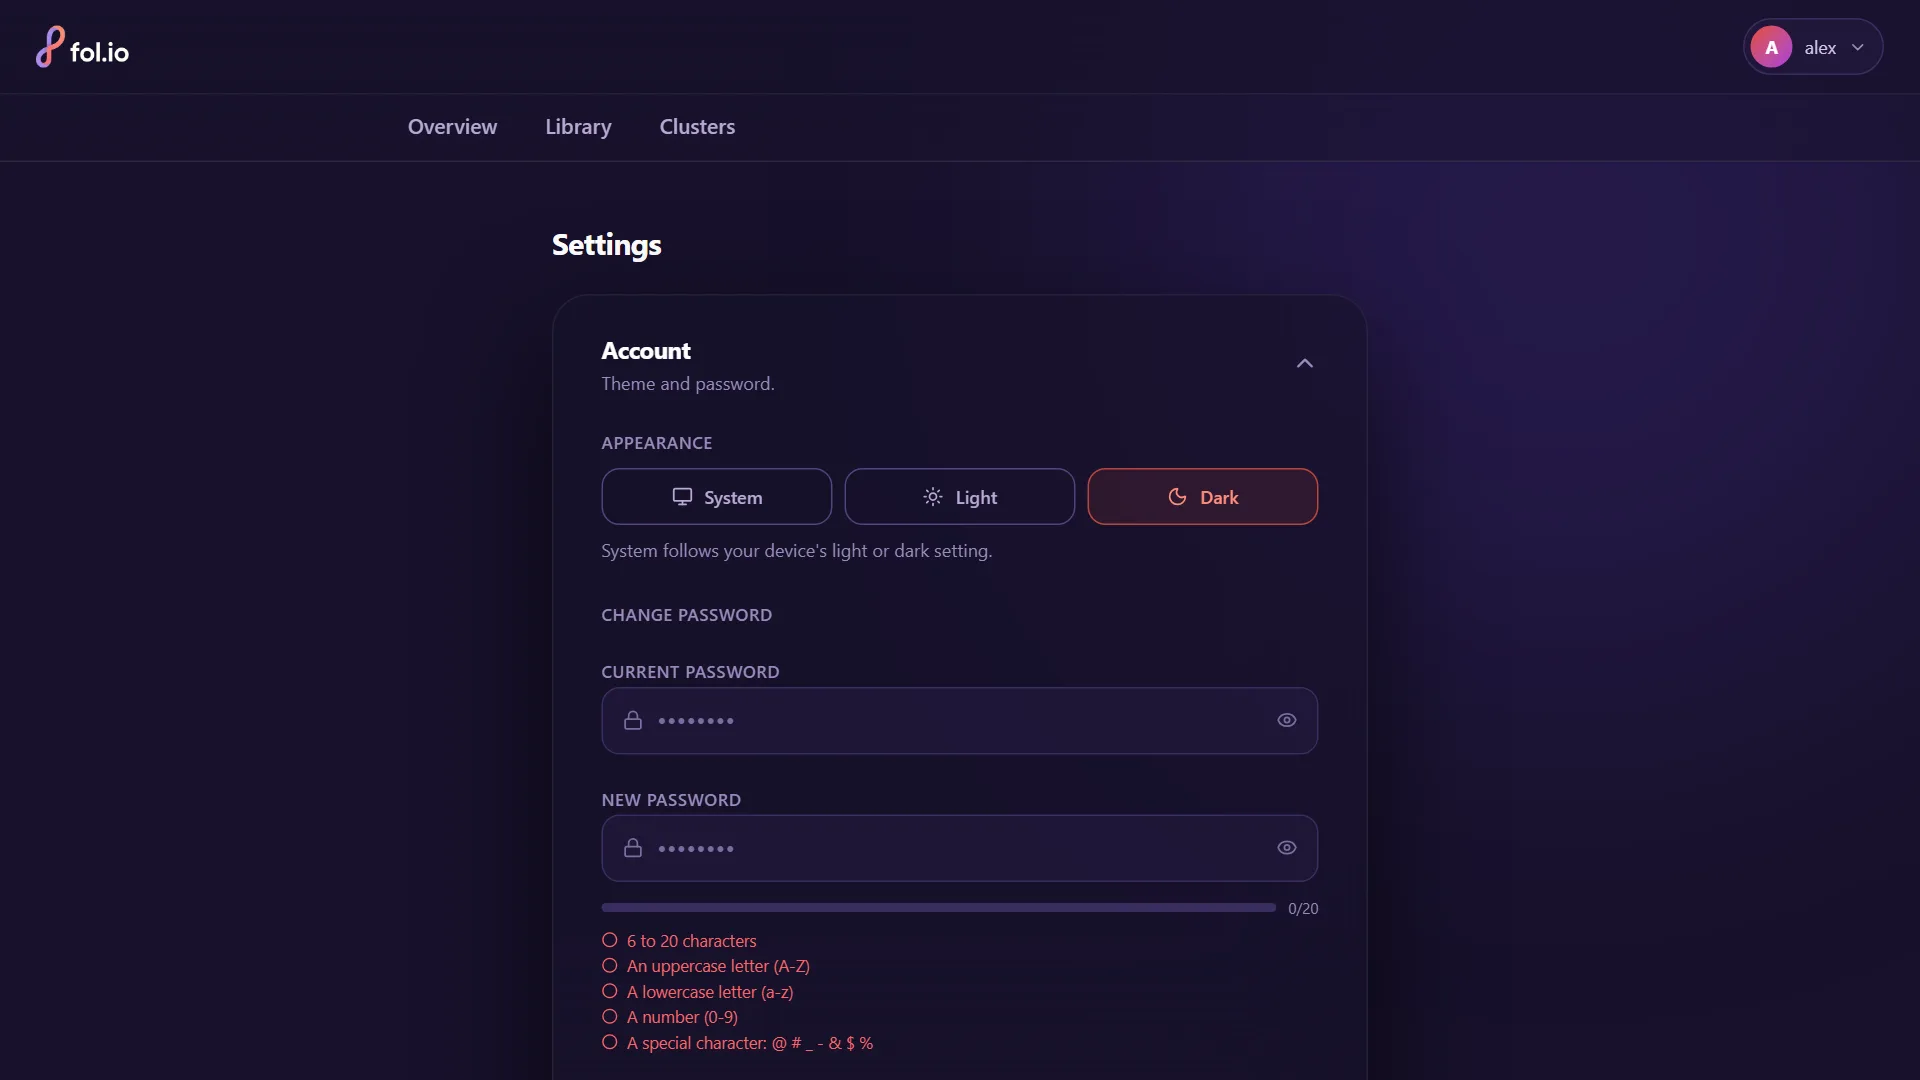 fol.io
A alex
Overview Library Clusters
Settings
Account
Theme and password.
APPEARANCE
System Light Dark
System follows your device's light or dark setting.
CHANGE PASSWORD
CURRENT PASSWORD
••••••••
NEW PASSWORD
••••••••
0/20
6 to 20 characters
An uppercase letter (A-Z)
A lowercase letter (a-z)
A number (0-9)
A special character: @ # _ - & $ %